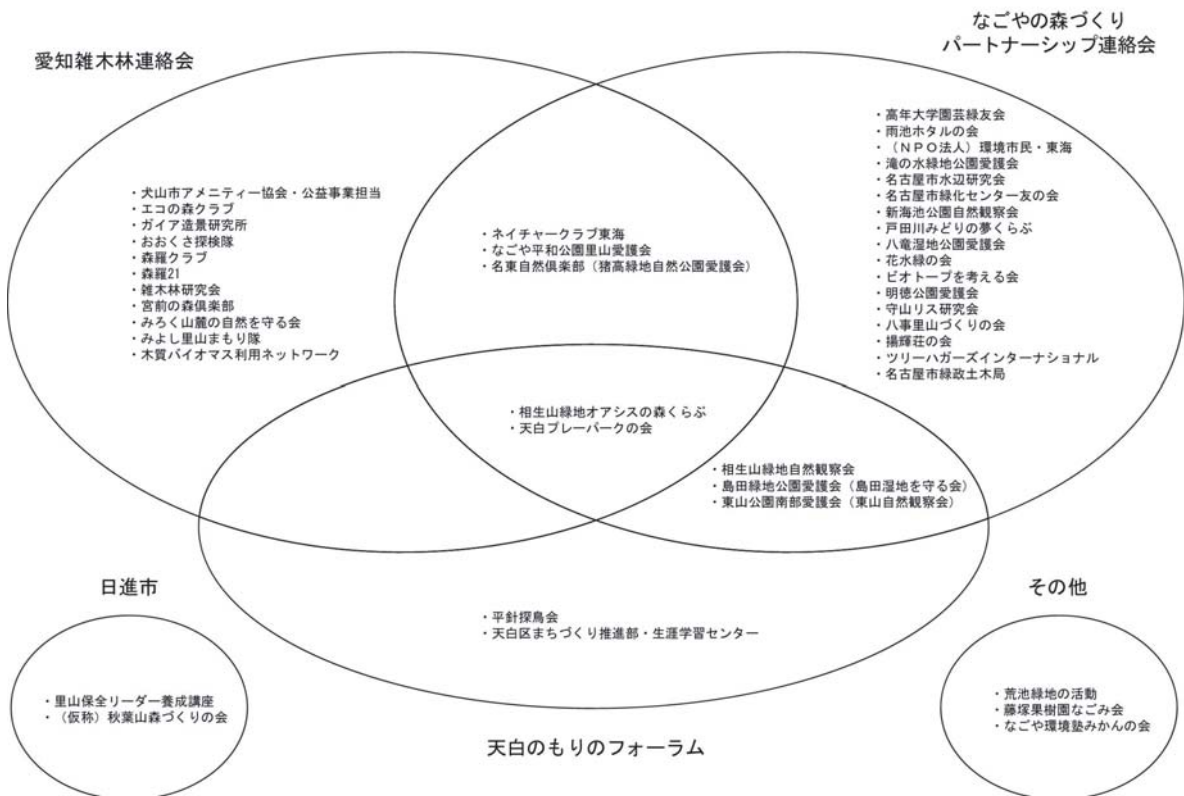 愛知雑木林連絡会
なごやの森づくり
パートナーシップ連絡会
・犬山市アメニティー協会・公益事業担当
・エコの森クラブ
・ガイア造景研究所
・おおくさ探検隊
・森羅クラブ
・森羅21
・雑木林研究会
・宮前の森倶楽部
・みろく山麓の自然を守る会
・みよし里山まもり隊
・木質バイオマス利用ネットワーク
・ネイチャークラブ東海
・なごや平和公園里山愛護会
・名東自然倶楽部（猪高緑地自然公園愛護会）
・高年大学園芸緑友会
・雨池ホタルの会
・（ＮＰＯ法人）環境市民・東海
・滝の水緑地公園愛護会
・名古屋市水辺研究会
・名古屋市緑化センター友の会
・新海池公園自然観察会
・戸田川みどりの夢くらぶ
・八竜湿地公園愛護会
・花水緑の会
・ビオトープを考える会
・明徳公園愛護会
・守山リス研究会
・八事里山づくりの会
・揚輝荘の会
・ツリーハガーズインターナショナル
・名古屋市緑政土木局
・相生山緑地オアシスの森くらぶ
・天白プレーパークの会
・相生山緑地自然観察会
・島田緑地公園愛護会（島田湿地を守る会）
・東山公園南部愛護会（東山自然観察会）
・平針探鳥会
・天白区まちづくり推進部・生涯学習センター
天白のもりのフォーラム
日進市
・里山保全リーダー養成講座
・（仮称）秋葉山森づくりの会
その他
・荒池緑地の活動
・藤塚果樹園なごみ会
・なごや環境塾みかんの会